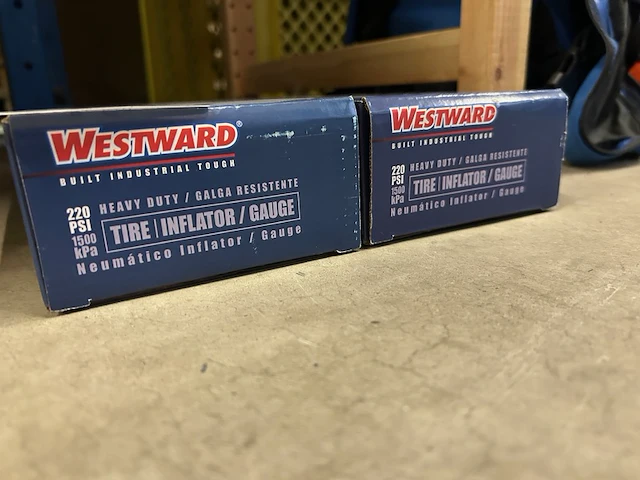 WESTWARD®
BUILT INDUSTRIAL TOUGH
220 PSI
1500 kPa
HEAVY DUTY / GALGA RESISTENTE
TIRE INFLATOR / GAUGE
Neumático Inflator / Gauge
WESTWARD
BUILT INDUSTRIAL TOUGH
220 PSI
1500 kPa
HEAVY DUTY / GALGA RESISTENTE
TIRE INFLATOR / GAUGE
Neumático Inflator / Gauge